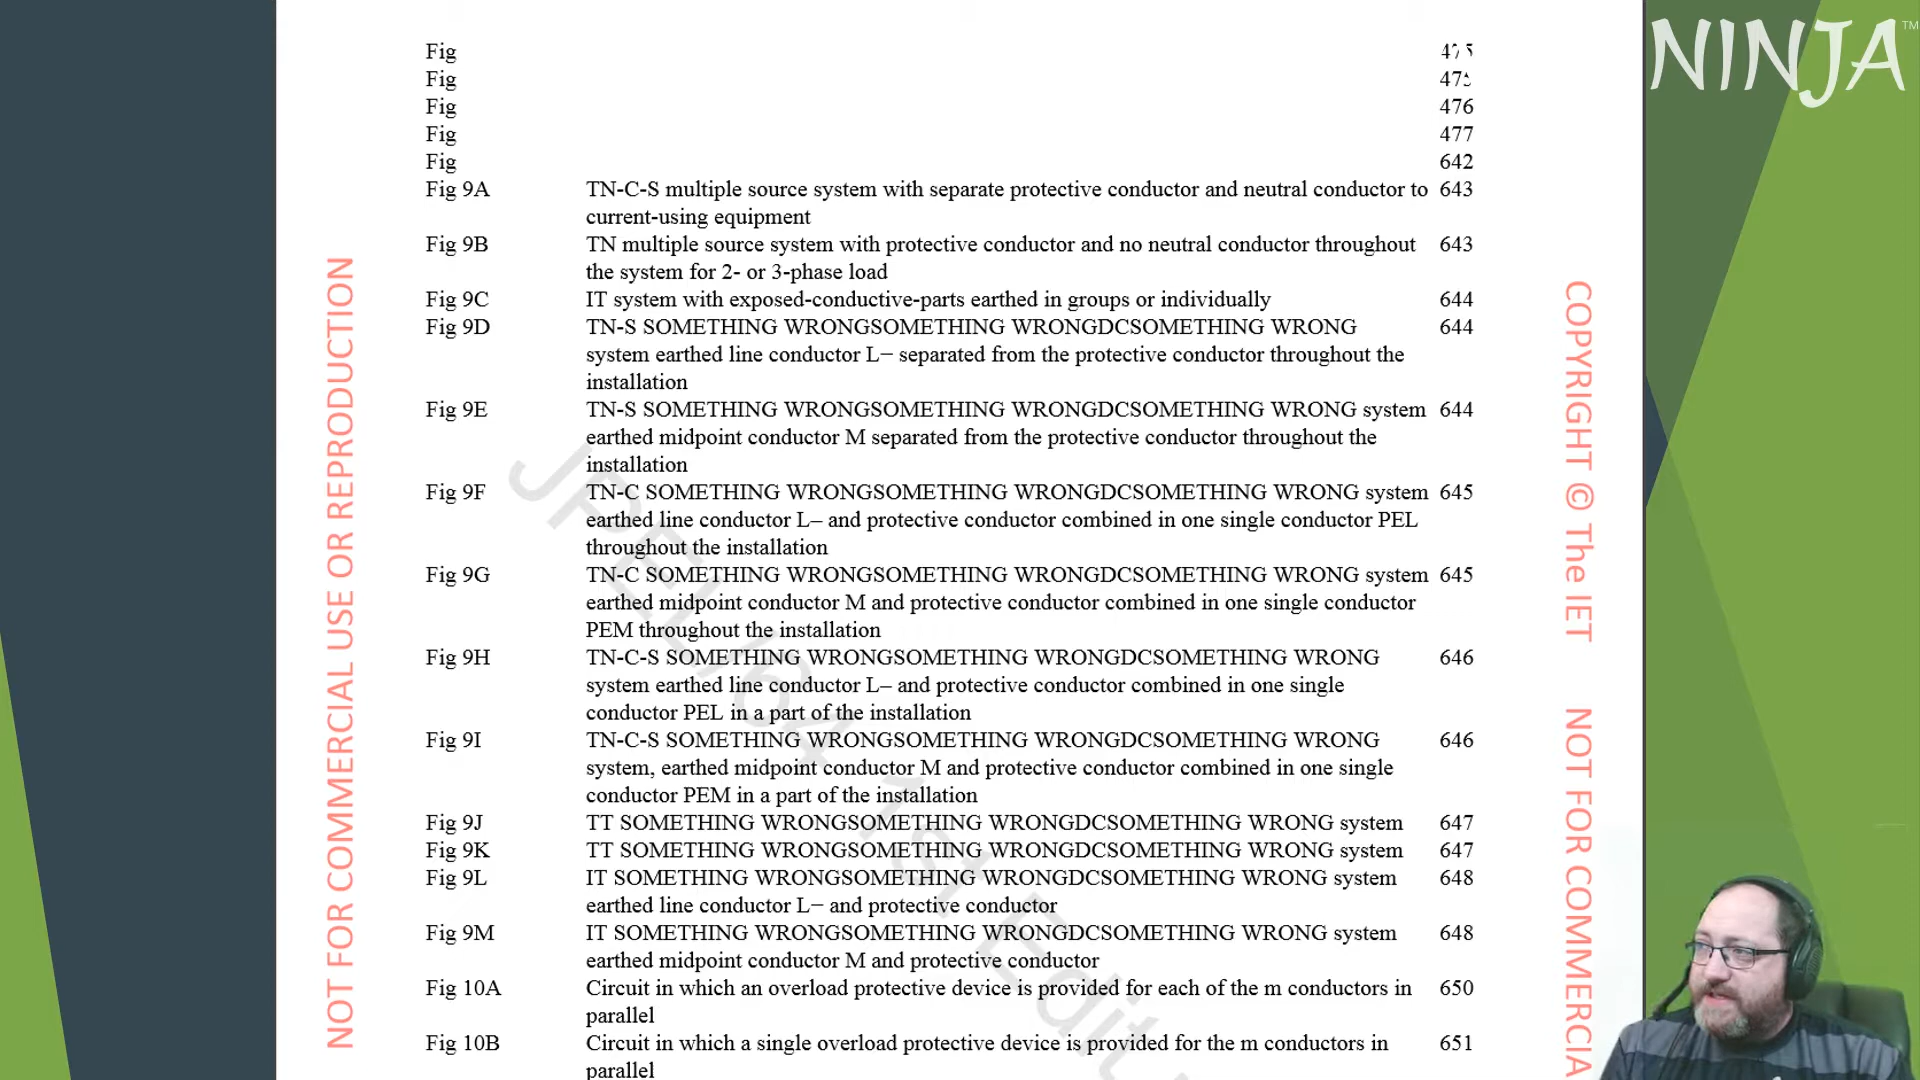 NINJA™
Fig 475
Fig 475
Fig 476
Fig 477
Fig 642
Fig 9A TN-C-S multiple source system with separate protective conductor and neutral conductor to 643
current-using equipment
Fig 9B TN multiple source system with protective conductor and no neutral conductor throughout 643
the system for 2- or 3-phase load
Fig 9C IT system with exposed-conductive-parts earthed in groups or individually 644
Fig 9D TN-S SOMETHING WRONGSOMETHING WRONGDCSOMETHING WRONG 644
system earthed line conductor L− separated from the protective conductor throughout the
installation
Fig 9E TN-S SOMETHING WRONGSOMETHING WRONGDCSOMETHING WRONG system 644
earthed midpoint conductor M separated from the protective conductor throughout the
installation
Fig 9F TN-C SOMETHING WRONGSOMETHING WRONGDCSOMETHING WRONG system 645
earthed line conductor L– and protective conductor combined in one single conductor PEL
throughout the installation
Fig 9G TN-C SOMETHING WRONGSOMETHING WRONGDCSOMETHING WRONG system 645
earthed midpoint conductor M and protective conductor combined in one single conductor
PEM throughout the installation
Fig 9H TN-C-S SOMETHING WRONGSOMETHING WRONGDCSOMETHING WRONG 646
system earthed line conductor L– and protective conductor combined in one single
conductor PEL in a part of the installation
Fig 9I TN-C-S SOMETHING WRONGSOMETHING WRONGDCSOMETHING WRONG 646
system, earthed midpoint conductor M and protective conductor combined in one single
conductor PEM in a part of the installation
Fig 9J TT SOMETHING WRONGSOMETHING WRONGDCSOMETHING WRONG system 647
Fig 9K TT SOMETHING WRONGSOMETHING WRONGDCSOMETHING WRONG system 647
Fig 9L IT SOMETHING WRONGSOMETHING WRONGDCSOMETHING WRONG system 648
earthed line conductor L− and protective conductor
Fig 9M IT SOMETHING WRONGSOMETHING WRONGDCSOMETHING WRONG system 648
earthed midpoint conductor M and protective conductor
Fig 10A Circuit in which an overload protective device is provided for each of the m conductors in 650
parallel
Fig 10B Circuit in which a single overload protective device is provided for the m conductors in 651
parallel
NOT FOR COMMERCIAL USE OR REPRODUCTION
COPYRIGHT © The IET NOT FOR COMMERCIA
JPEL/64 1st Edit